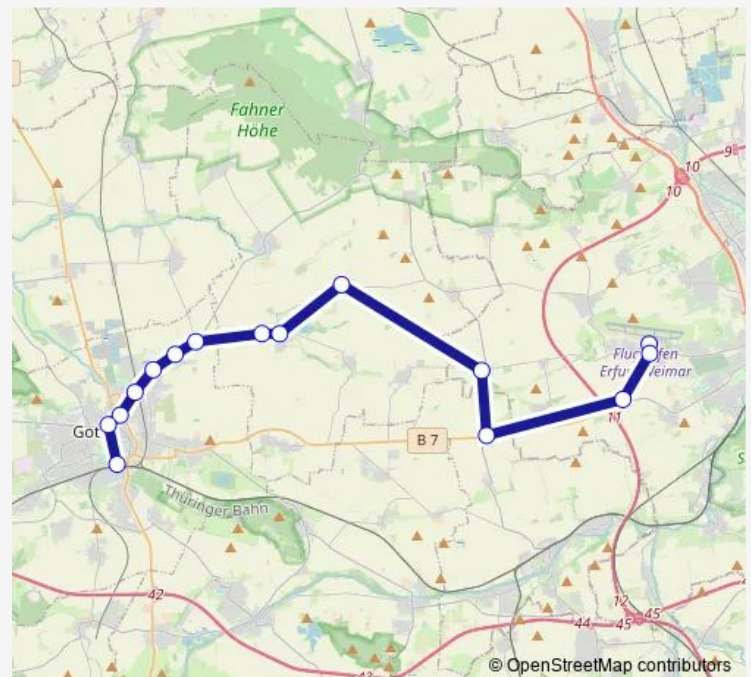 Fahner
Höhe
10
9
10
Flughafen
Erfurt-Weimar
11
Got
B 7
S
Thüringer Bahn
42
12
45
44
45
43
© OpenStreetMap contributors